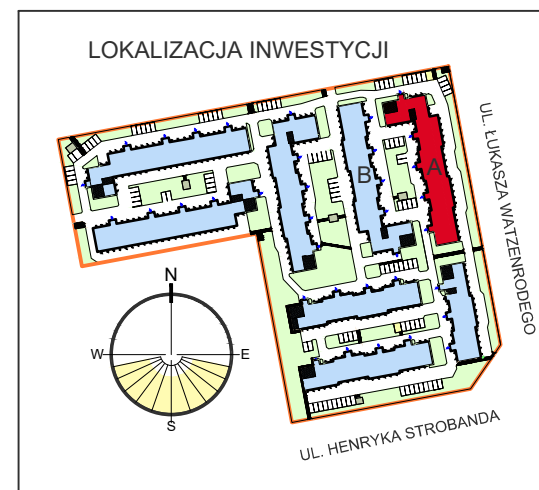 LOKALIZACJA INWESTYCJI
A
B
UL. ŁUKASZA WATZENRODEGO
N
W
E
S
UL. HENRYKA STROBANDA